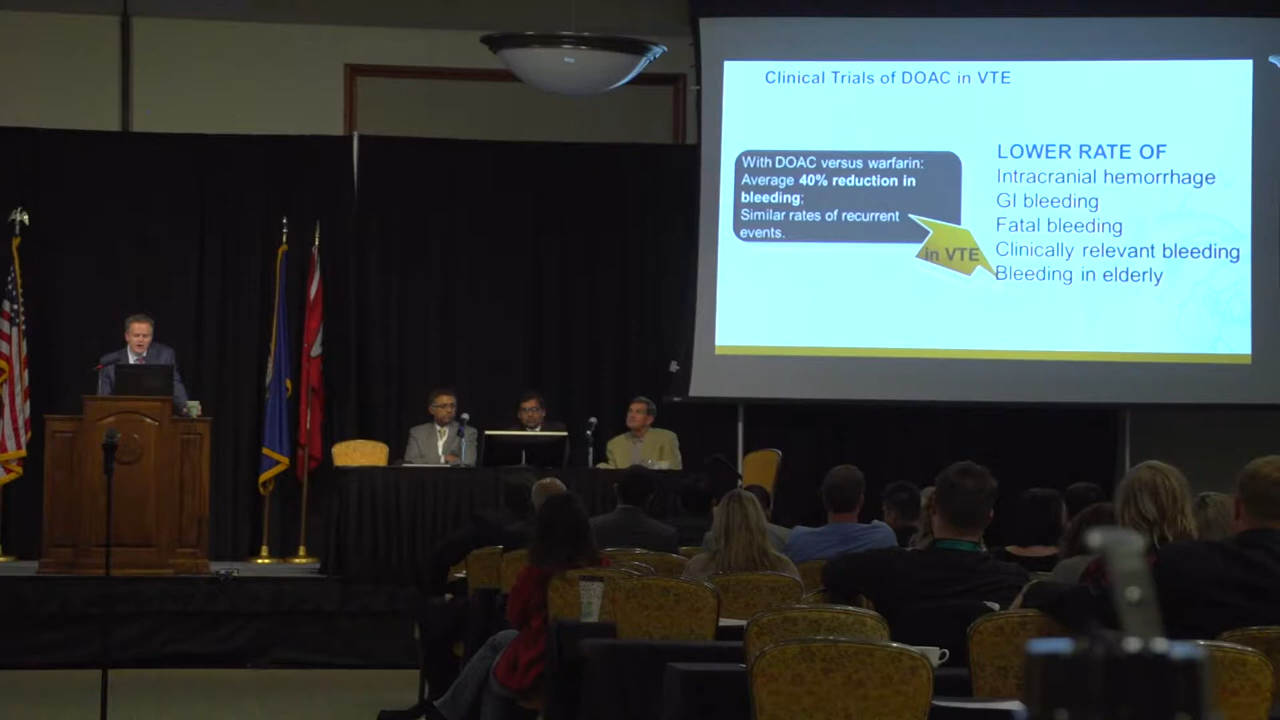 Clinical Trials of DOAC in VTE
With DOAC versus warfarin:
Average 40% reduction in
bleeding;
Similar rates of recurrent
events.
in VTE
LOWER RATE OF
Intracranial hemorrhage
GI bleeding
Fatal bleeding
Clinically relevant bleeding
Bleeding in elderly